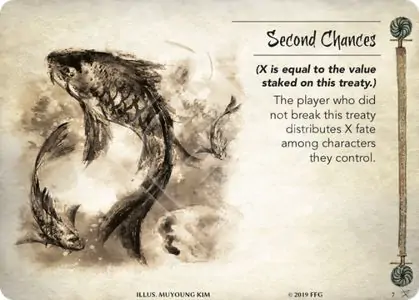 Second Chances
(X is equal to the value
staked on this treaty.)
The player who did
not break this treaty
distributes X fate
among characters
they control.
ILLUS. MUYOUNG KIM
© 2019 FFG
7